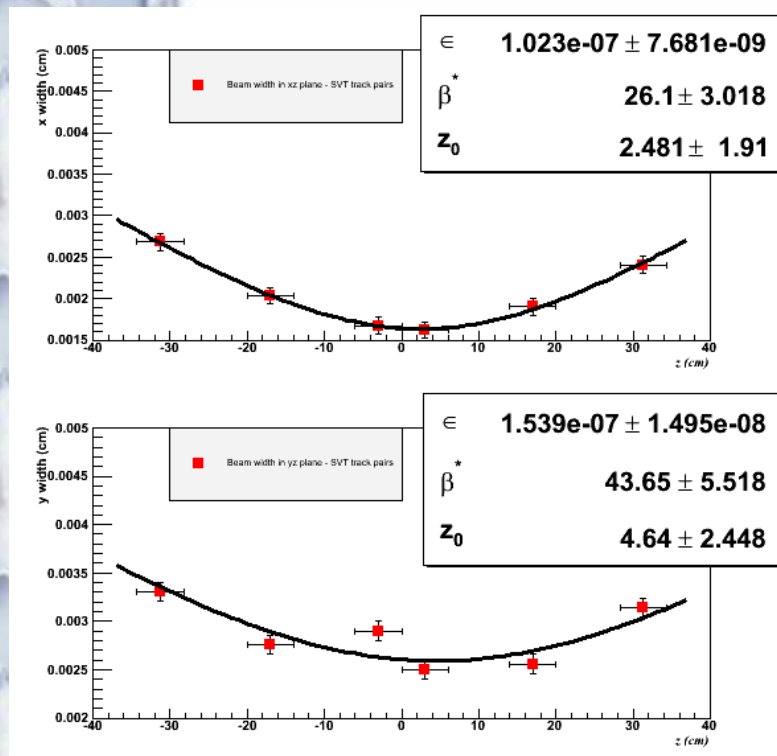 ∈ 1.023e-07 ± 7.681e-09
β* 26.1 ± 3.018
z₀ 2.481 ± 1.91
x width (cm)
0.005
0.0045
0.004
0.0035
0.003
0.0025
0.002
0.0015
Beam width in xz plane - SVT track pairs
-40 -30 -20 -10 0 10 20 30 40
z (cm)
∈ 1.539e-07 ± 1.495e-08
β* 43.65 ± 5.518
z₀ 4.64 ± 2.448
y width (cm)
0.005
0.0045
0.004
0.0035
0.003
0.0025
0.002
Beam width in yz plane - SVT track pairs
-40 -30 -20 -10 0 10 20 30 40
z (cm)